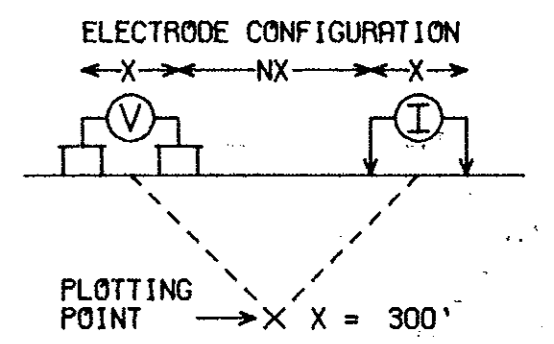 ELECTRODE CONFIGURATION
X NX X
V I
PLOTTING
POINT X X = 300'